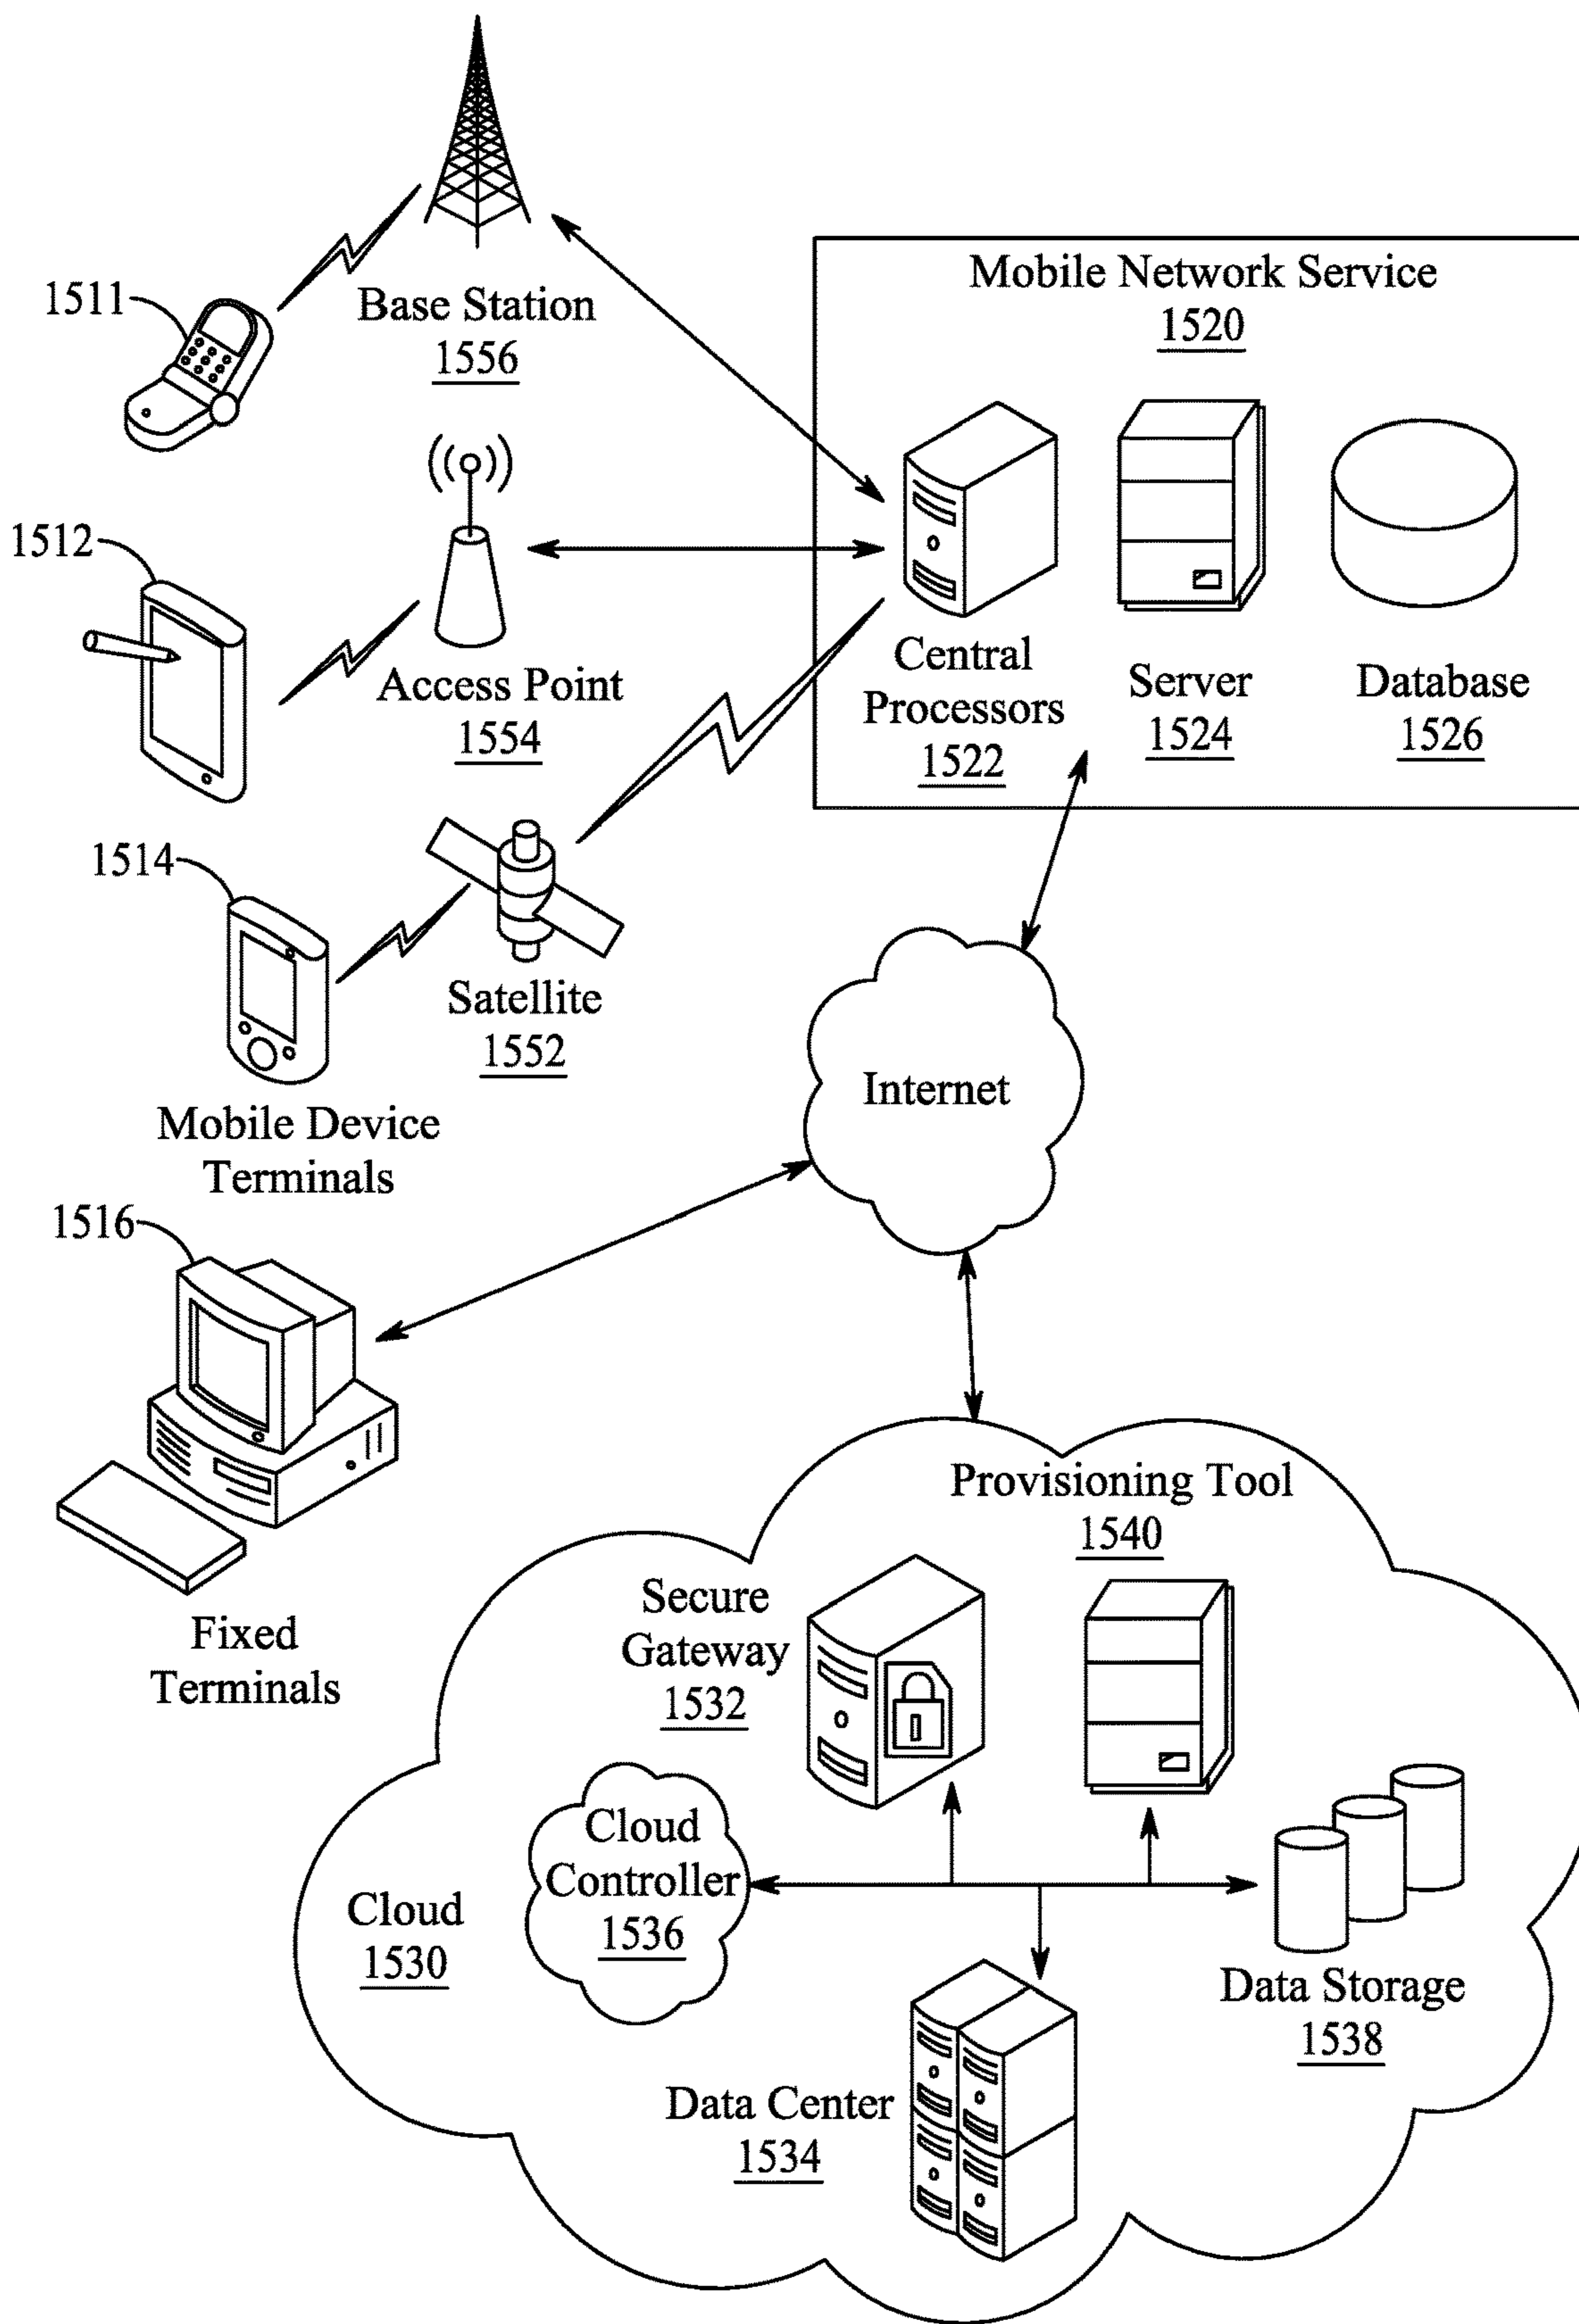 1511
Base Station
1556
Mobile Network Service
1520
1512
Access Point
1554
Central
Processors
1522
Server
1524
Database
1526
1514
Satellite
1552
Mobile Device
Terminals
Internet
1516
Fixed
Terminals
Provisioning Tool
1540
Secure
Gateway
1532
Cloud
Controller
1536
Cloud
1530
Data Storage
1538
Data Center
1534